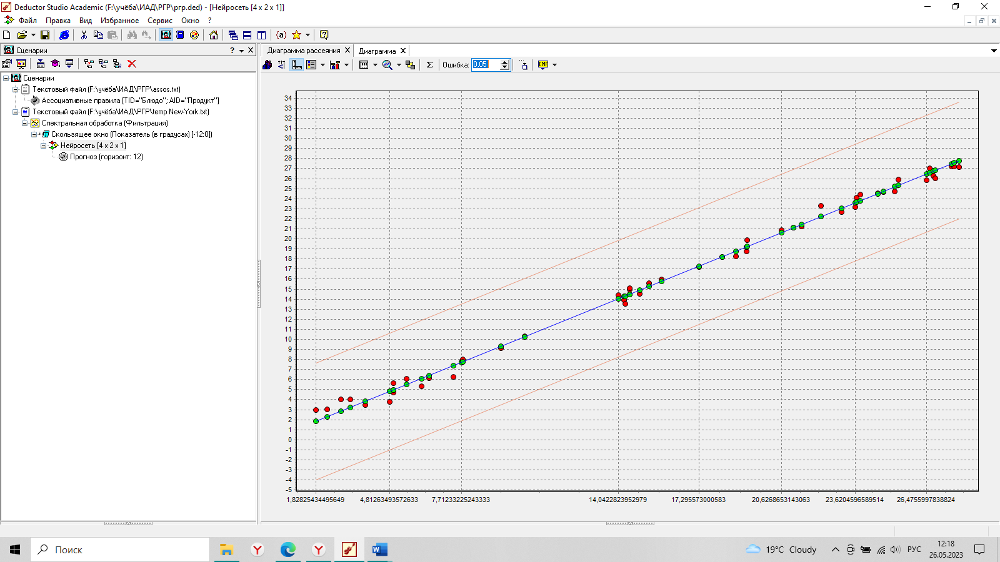 Deductor Studio Academic (F:\учёба\ИАД\РГР\ргр.ded) - [Нейросеть [4 x 2 x 1]]
Файл Правка Вид Избранное Сервис Окно ?
Сценарии
?
Диаграмма рассеяния
Диаграмма
Σ
Ошибка: 0,05
EMF
Сценарии
Текстовый файл (F:\учёба\ИАД\РГР\assos.txt)
Ассоциативные правила [TID="Блюдо"; AID="Продукт"]
Текстовый файл (F:\учёба\ИАД\РГР\temp New-York.txt)
Спектральная обработка (Фильтрация)
Скользящее окно (Показатель (в градусах) [-12:0])
Нейросеть [4 x 2 x 1]
Прогноз (горизонт: 12)
34
33
32
31
30
29
28
27
26
25
24
23
22
21
20
19
18
17
16
15
14
13
12
11
10
9
8
7
6
5
4
3
2
1
0
-1
-2
-3
-4
-5
1,82825434495649 4,81263493572633 7,71233225243333 14,0422823952979 17,295573000583 20,6268653143063 23,6204596589514 26,4755997838824
Поиск
19°C Cloudy
РУС
12:18
26.05.2023